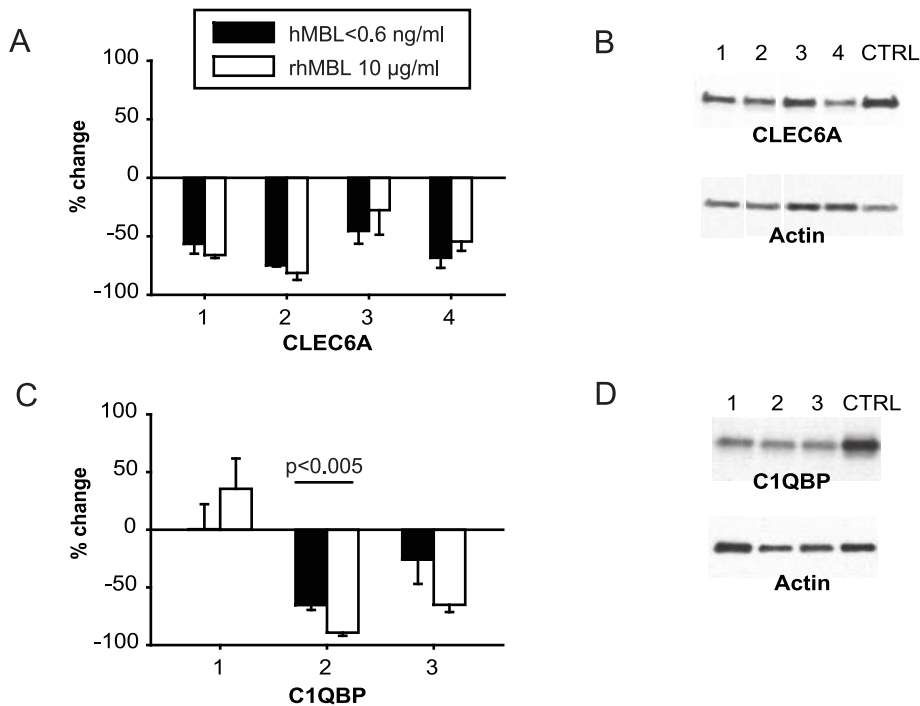 A
hMBL<0.6 ng/ml
rhMBL 10 µg/ml
100
50
0
-50
-100
% change
1 2 3 4
CLEC6A
B
1 2 3 4 CTRL
CLEC6A
Actin
C
100
50
0
-50
-100
% change
p<0.005
1 2 3
C1QBP
D
1 2 3 CTRL
C1QBP
Actin